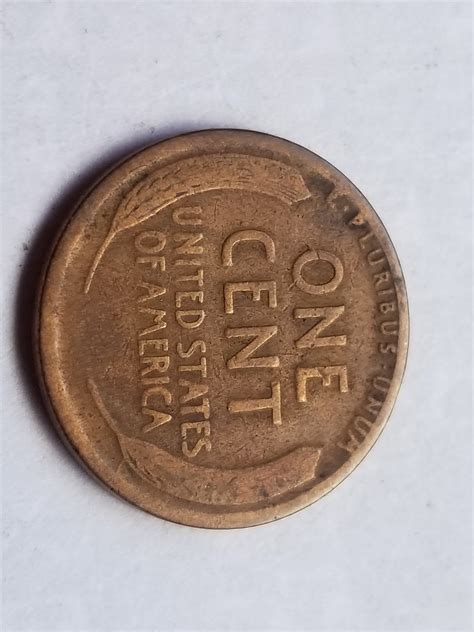 E·PLURIBUS·UNUM
ONE
CENT
UNITED STATES
OF AMERICA